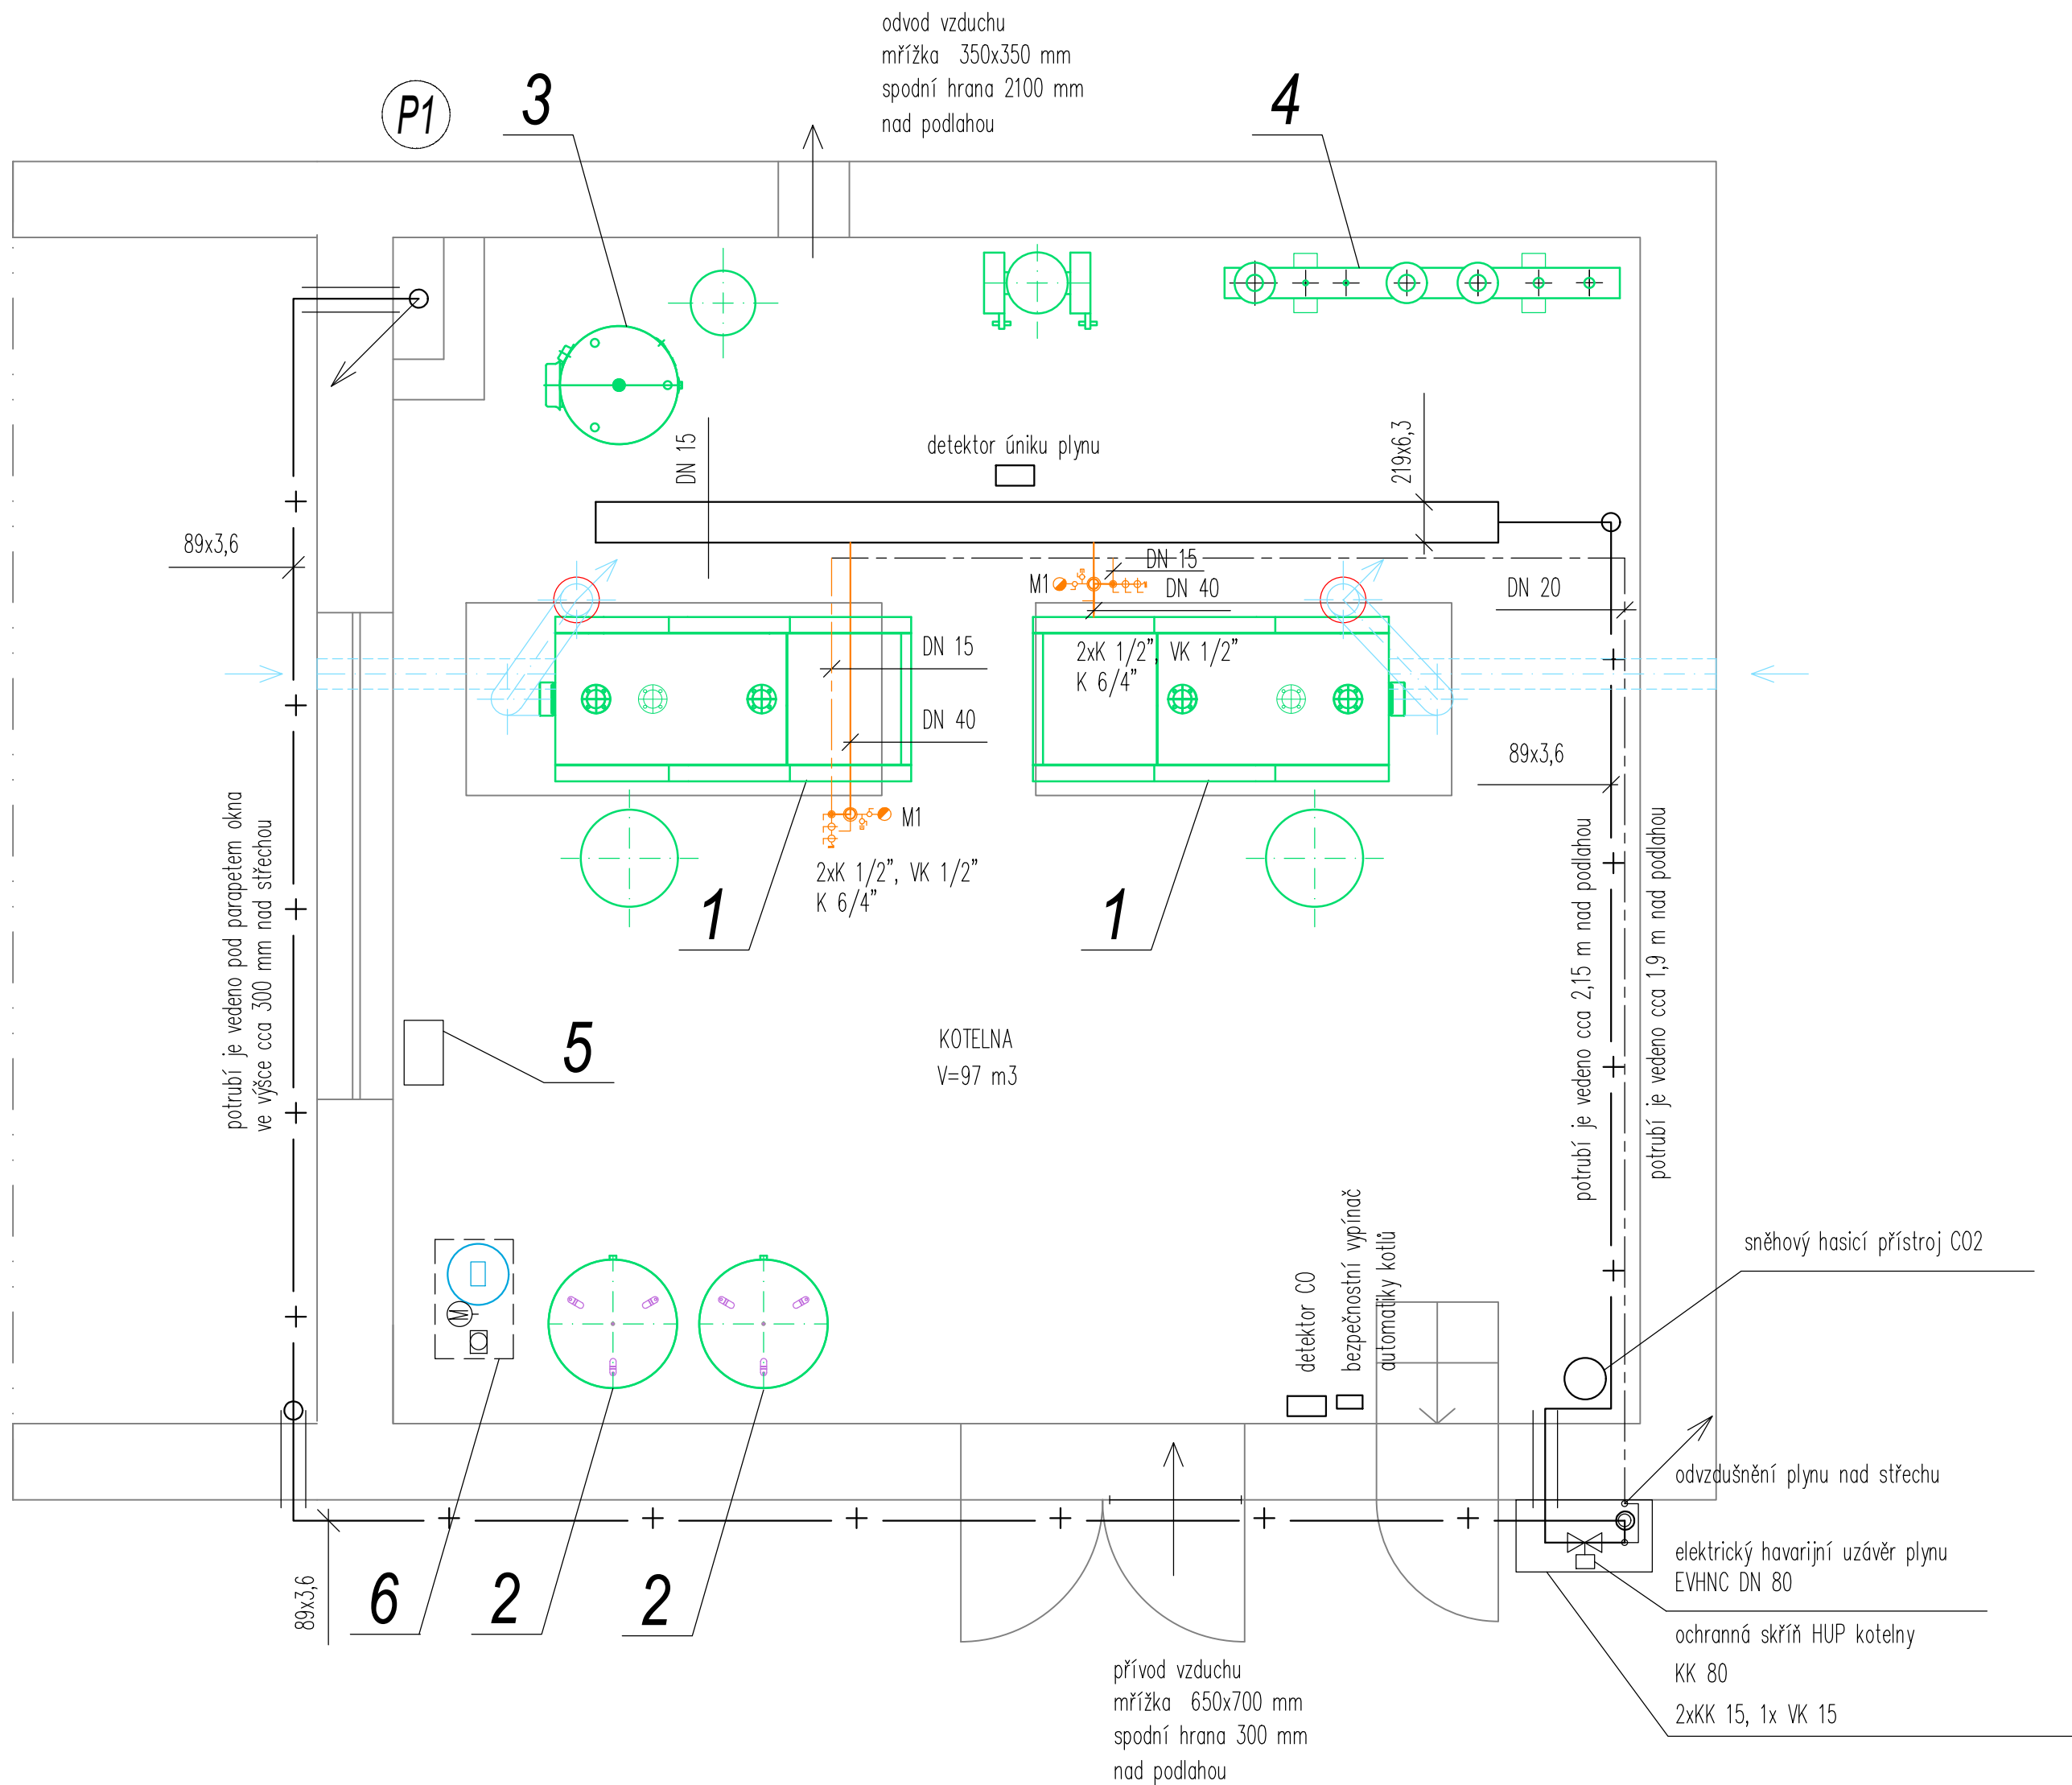 odvod vzduchu
mřížka 350x350 mm
spodní hrana 2100 mm
nad podlahou
P1
3
4
DN 15
detektor úniku plynu
219x6,3
89x3,6
DN 15
M1
DN 40
DN 20
DN 15
2xK 1/2", VK 1/2"
K 6/4"
DN 40
89x3,6
M1
2xK 1/2", VK 1/2"
K 6/4"
1
1
potrubí je vedeno pod parapetem okna
ve výšce cca 300 mm nad střechou
potrubí je vedeno cca 2,15 m nad podlahou
potrubí je vedeno cca 1,9 m nad podlahou
5
KOTELNA
V=97 m3
sněhový hasicí přístroj CO2
detektor CO
bezpečnostní vypínač
automatiky kotlů
M
odvzdušnění plynu nad střechu
elektrický havarijní uzávěr plynu
EVHNC DN 80
89x3,6
6
2
2
ochranná skříň HUP kotelny
KK 80
2xKK 15, 1x VK 15
přívod vzduchu
mřížka 650x700 mm
spodní hrana 300 mm
nad podlahou